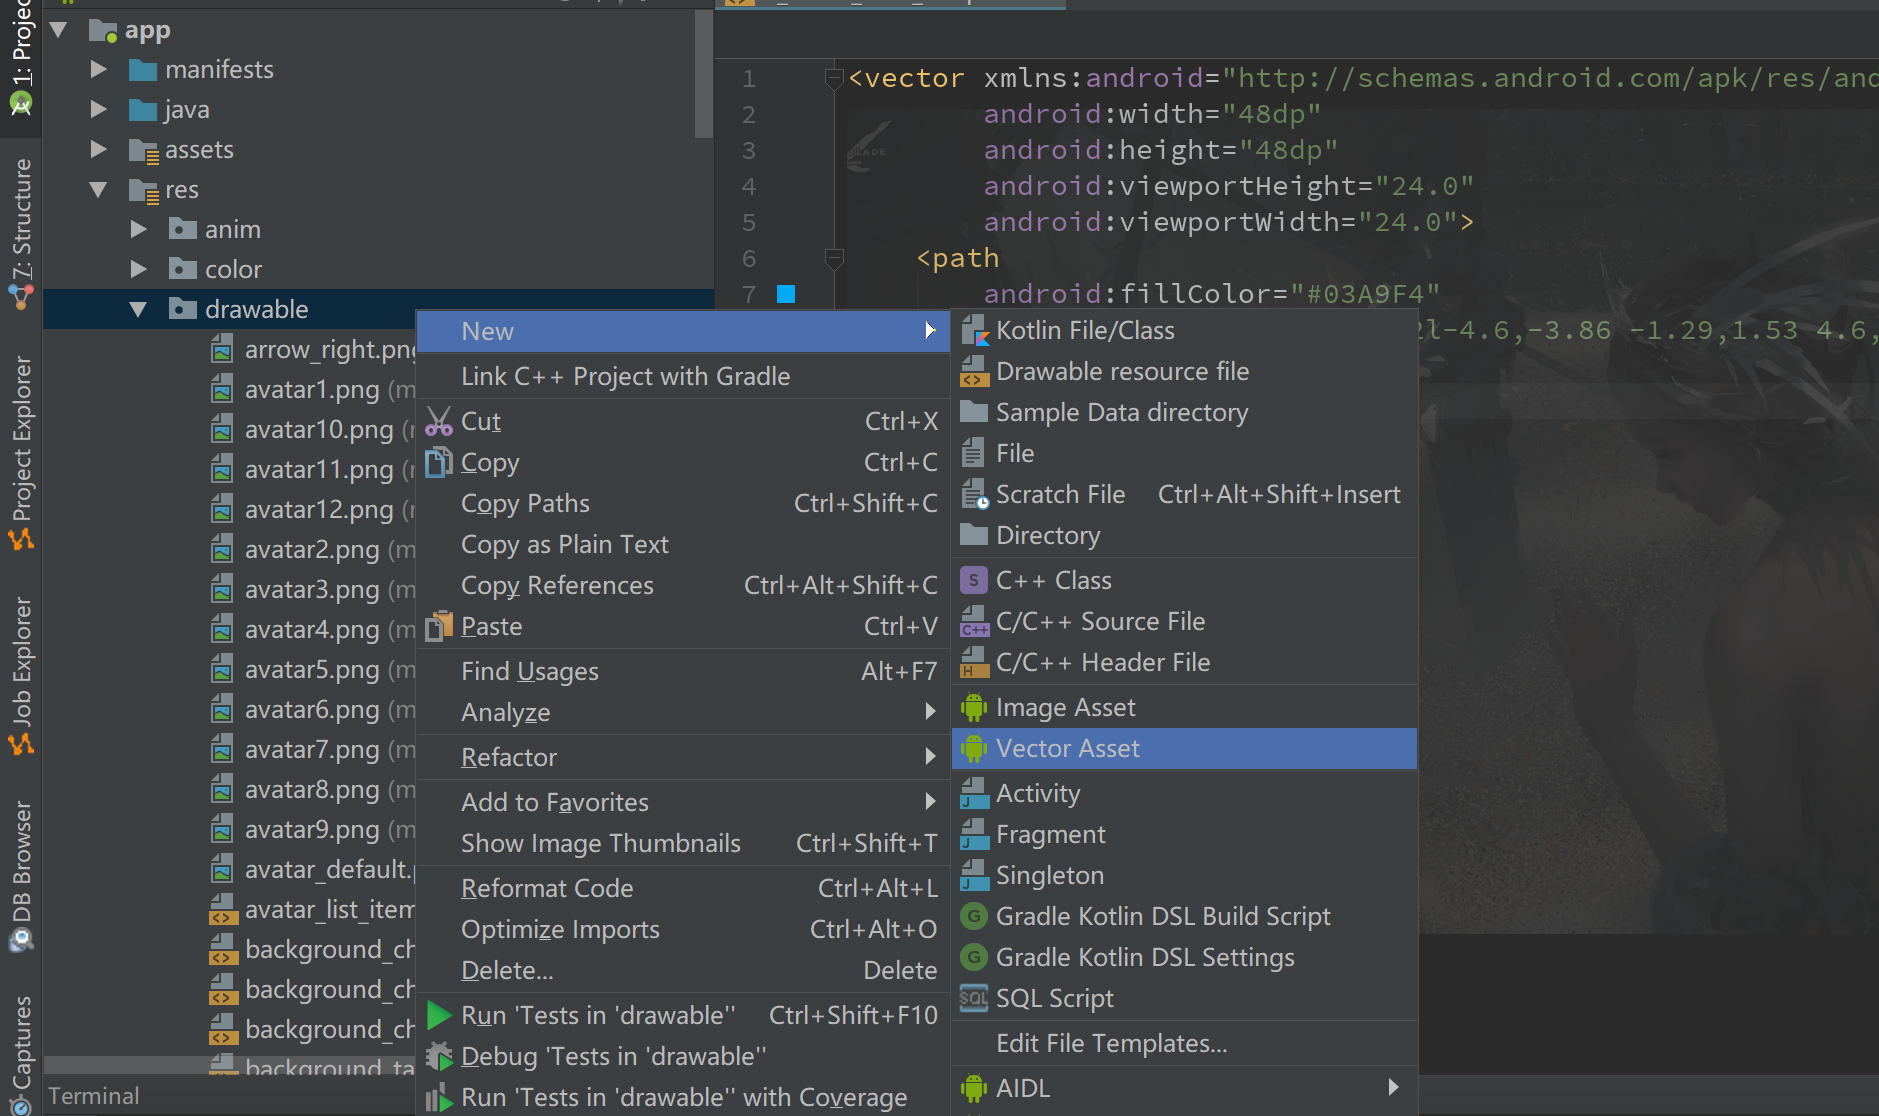 1: Projec
7: Structure
Project Explorer
Job Explorer
DB Browser
Captures
app
manifests
java
assets
res
anim
color
drawable
arrow_right.png
avatar1.png (m
avatar10.png (r
avatar11.png (r
avatar12.png (r
avatar2.png (m
avatar3.png (m
avatar4.png (m
avatar5.png (m
avatar6.png (m
avatar7.png (m
avatar8.png (m
avatar9.png (m
avatar_default.p
avatar_list_item
background_ch
background_ch
background_ch
background_ta
Terminal
1 <vector xmlns:android="http://schemas.android.com/apk/res/and
2 android:width="48dp"
3 android:height="48dp"
4 android:viewportHeight="24.0"
5 android:viewportWidth="24.0">
6 <path
7 android:fillColor="#03A9F4"
2l-4.6,-3.86 -1.29,1.53 4.6,
New
Link C++ Project with Gradle
Cut Ctrl+X
Copy Ctrl+C
Copy Paths Ctrl+Shift+C
Copy as Plain Text
Copy References Ctrl+Alt+Shift+C
Paste Ctrl+V
Find Usages Alt+F7
Analyze
Refactor
Add to Favorites
Show Image Thumbnails Ctrl+Shift+T
Reformat Code Ctrl+Alt+L
Optimize Imports Ctrl+Alt+O
Delete... Delete
Run 'Tests in 'drawable'' Ctrl+Shift+F10
Debug 'Tests in 'drawable''
Run 'Tests in 'drawable'' with Coverage
Kotlin File/Class
Drawable resource file
Sample Data directory
File
Scratch File Ctrl+Alt+Shift+Insert
Directory
C++ Class
C/C++ Source File
C/C++ Header File
Image Asset
Vector Asset
Activity
Fragment
Singleton
Gradle Kotlin DSL Build Script
Gradle Kotlin DSL Settings
SQL Script
Edit File Templates...
AIDL